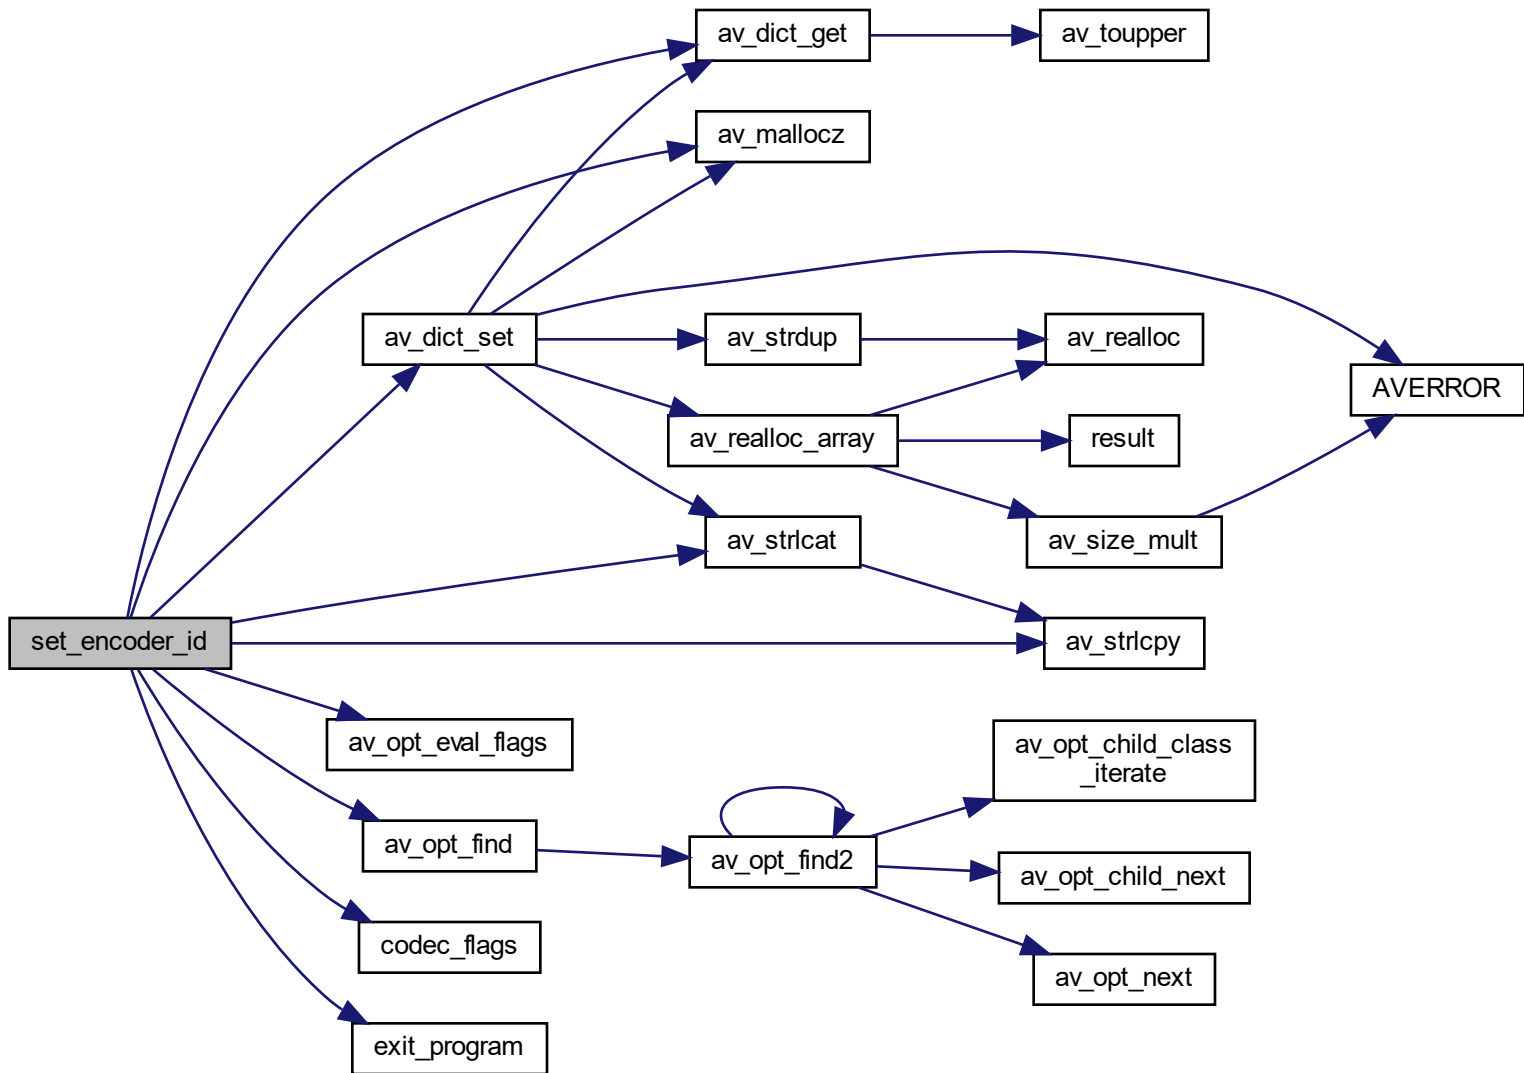 av_dict_get
av_toupper
av_mallocz
av_dict_set
av_strdup
av_realloc
AVERROR
av_realloc_array
result
av_strlcat
av_size_mult
set_encoder_id
av_strlcpy
av_opt_eval_flags
av_opt_child_class
_iterate
av_opt_find
av_opt_find2
av_opt_child_next
codec_flags
av_opt_next
exit_program